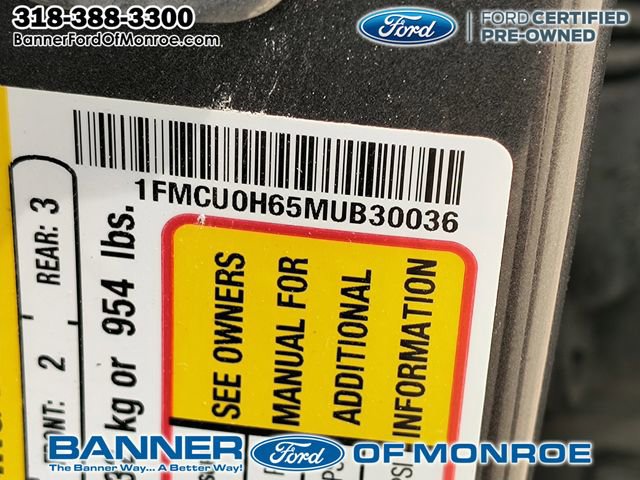 318-388-3300
BannerFordOfMonroe.com
Ford
FORD CERTIFIED
PRE-OWNED
1FMCU0H65MUB30036
REAR: 3
FRONT: 2
kg or 954 lbs.
SEE OWNERS
MANUAL FOR
ADDITIONAL
INFORMATION
BANNER Ford OF MONROE
The Banner Way... A Better Way!